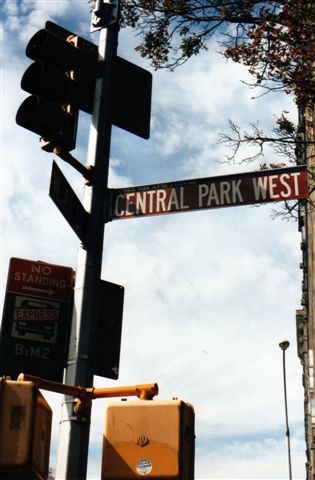 CENTRAL PARK WEST
NO
STANDING
EXPRESS
BxM2